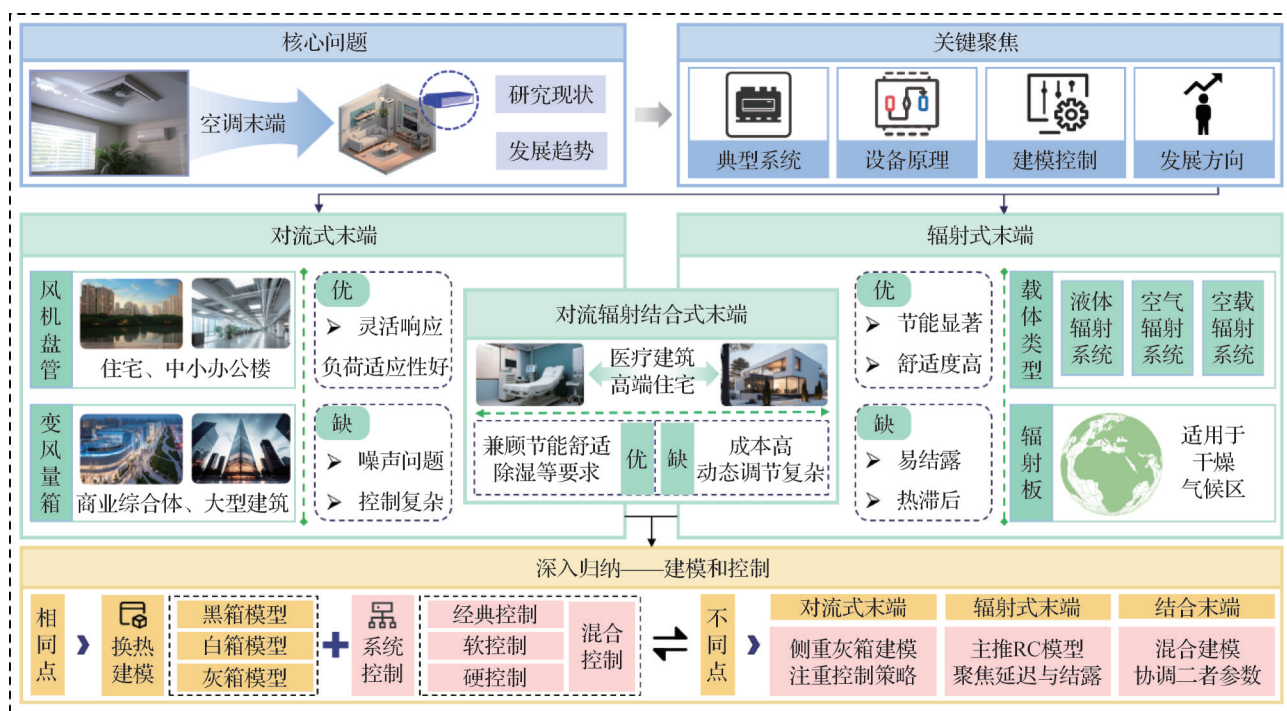 核心问题
空调末端
研究现状
发展趋势
关键聚焦
典型系统
设备原理
建模控制
发展方向
对流式末端
风机盘管
住宅、中小办公楼
变风量箱
商业综合体、大型建筑
优
灵活响应
负荷适应性好
缺
噪声问题
控制复杂
对流辐射结合式末端
医疗建筑
高端住宅
兼顾节能舒适
除湿等要求
优
缺
成本高
动态调节复杂
辐射式末端
优
节能显著
舒适度高
缺
易结露
热滞后
载体类型
液体
辐射
系统
空气
辐射
系统
空载
辐射
系统
辐射板
适用于
干燥
气候区
深入归纳——建模和控制
相同点
换热
建模
黑箱模型
白箱模型
灰箱模型
系统
控制
经典控制
软控制
硬控制
混合
控制
不同点
对流式末端
侧重灰箱建模
注重控制策略
辐射式末端
主推RC模型
聚焦延迟与结露
结合末端
混合建模
协调二者参数